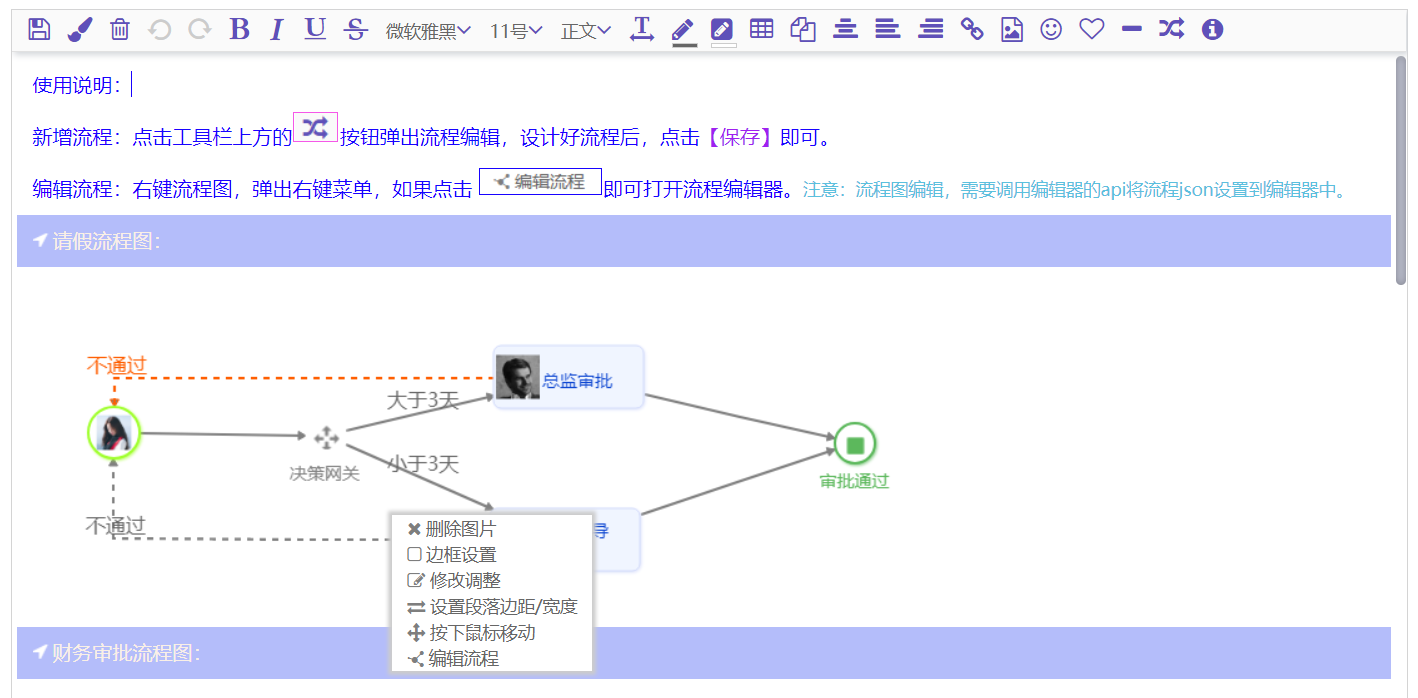 B I U S 微软雅黑 11号 正文 T
使用说明：
新增流程：点击工具栏上方的 按钮弹出流程编辑，设计好流程后，点击【保存】即可。
编辑流程：右键流程图，弹出右键菜单，如果点击 编辑流程 即可打开流程编辑器。注意：流程图编辑，需要调用编辑器的api将流程json设置到编辑器中。
请假流程图：
不通过
总监审批
大于3天
决策网关
小于3天
审批通过
不通过
导
删除图片
边框设置
修改调整
设置段落边距/宽度
按下鼠标移动
编辑流程
财务审批流程图：